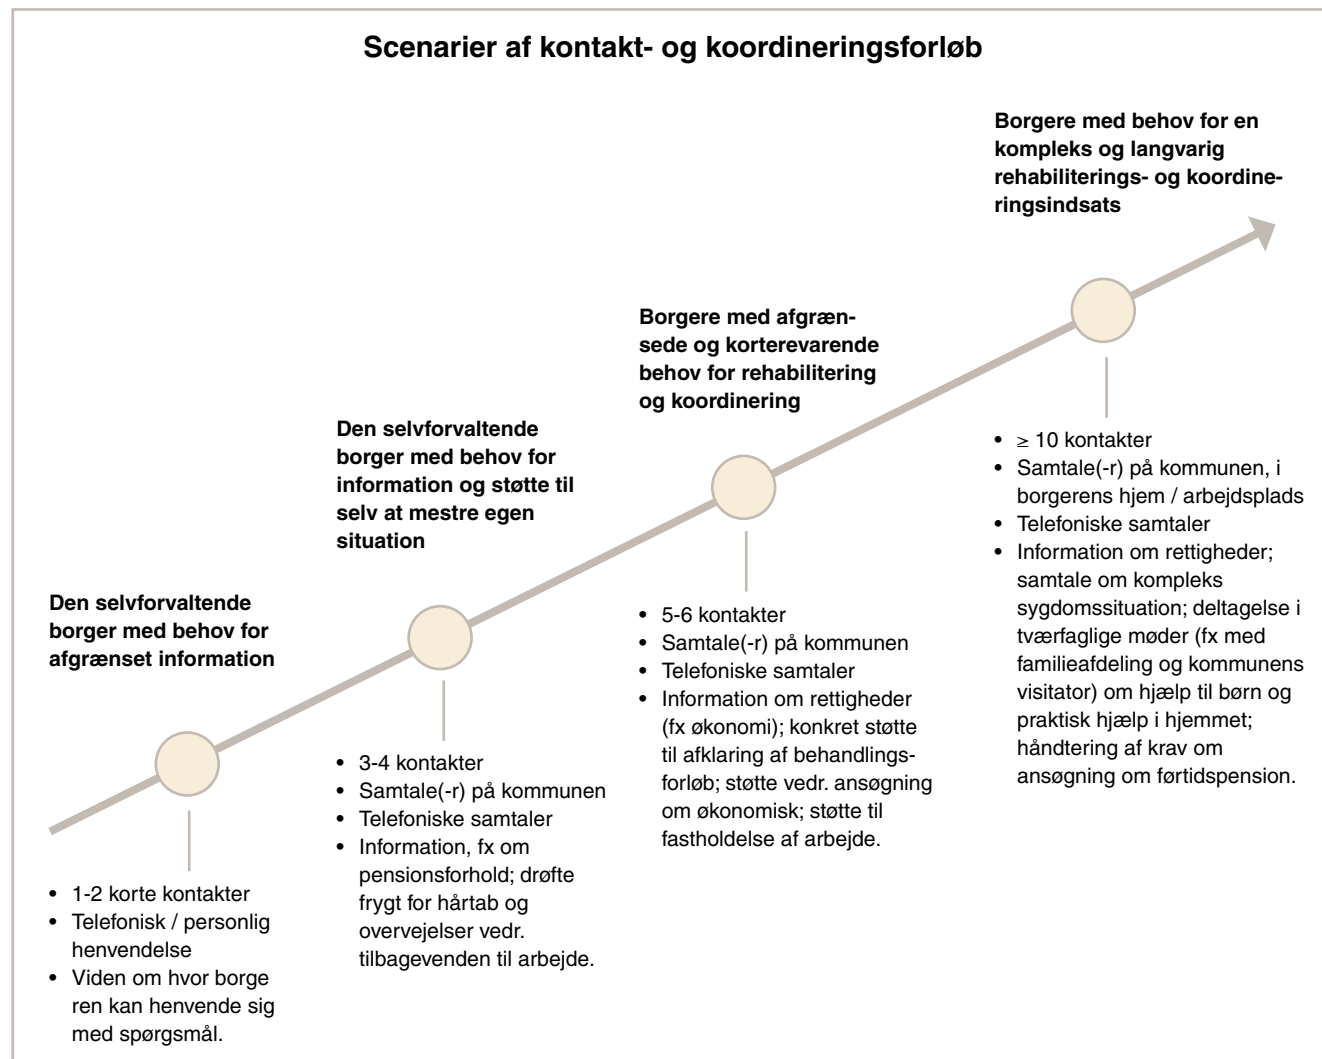 Scenarier af kontakt- og koordineringsforløb
Den selvforvaltende
borger med behov for
afgrænset information
• 1-2 korte kontakter
• Telefonisk / personlig
henvendelse
• Viden om hvor borge
ren kan henvende sig
med spørgsmål.
Den selvforvaltende
borger med behov for
information og støtte til
selv at mestre egen
situation
• 3-4 kontakter
• Samtale(-r) på kommunen
• Telefoniske samtaler
• Information, fx om
pensionsforhold; drøfte
frygt for hårtab og
overvejelser vedr.
tilbagevenden til arbejde.
Borgere med afgræn-
sede og korterevarende
behov for rehabilitering
og koordinering
• 5-6 kontakter
• Samtale(-r) på kommunen
• Telefoniske samtaler
• Information om rettigheder
(fx økonomi); konkret støtte
til afklaring af behandlings-
forløb; støtte vedr. ansøgning
om økonomisk; støtte til
fastholdelse af arbejde.
Borgere med behov for en
kompleks og langvarig
rehabiliterings- og koordine-
ringsindsats
• ≥ 10 kontakter
• Samtale(-r) på kommunen, i
borgerens hjem / arbejdsplads
• Telefoniske samtaler
• Information om rettigheder;
samtale om kompleks
sygdomssituation; deltagelse i
tværfaglige møder (fx med
familieafdeling og kommunens
visitator) om hjælp til børn og
praktisk hjælp i hjemmet;
håndtering af krav om
ansøgning om førtidspension.